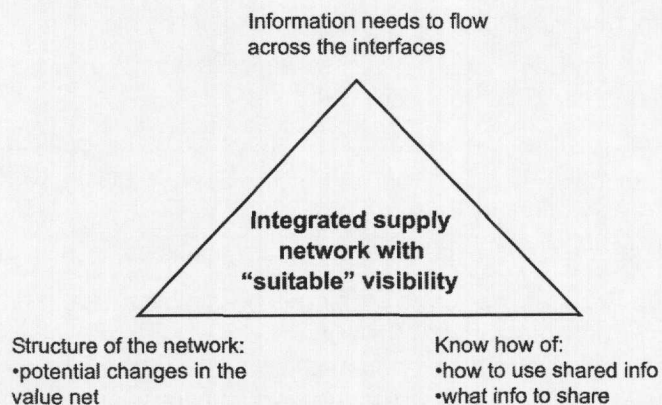 Information needs to flow
across the interfaces
Integrated supply
network with
“suitable” visibility
Structure of the network:
•potential changes in the
value net
Know how of:
•how to use shared info
•what info to share